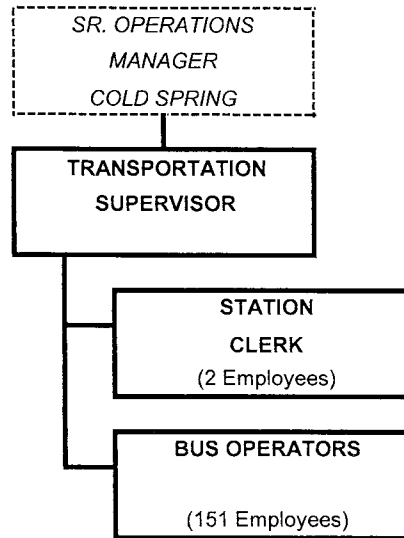 SR. OPERATIONS
MANAGER
COLD SPRING
TRANSPORTATION
SUPERVISOR
STATION
CLERK
(2 Employees)
BUS OPERATORS
(151 Employees)